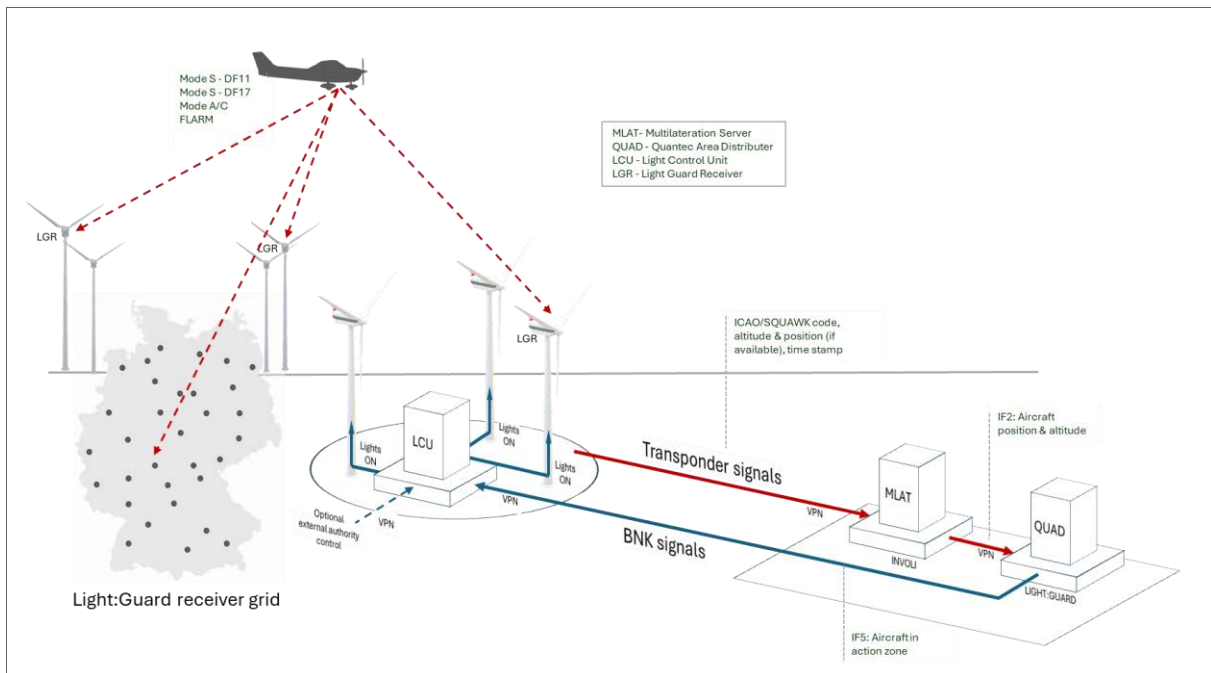 Mode S - DF11
Mode S - DF17
Mode A/C
FLARM
MLAT- Multilateration Server
QUAD - Quantec Area Distributer
LCU - Light Control Unit
LGR - Light Guard Receiver
LGR
LGR
LGR
ICAO/SQUAWK code,
altitude & position (if
available), time stamp
IF2: Aircraft
position & altitude
Lights
ON
LCU
Lights
ON
Lights
ON
Transponder signals
VPN
MLAT
VPN
QUAD
INVOLI
LIGHT:GUARD
VPN
BNK signals
Optional
external authority
control
VPN
Light:Guard receiver grid
IF5: Aircraft in
action zone